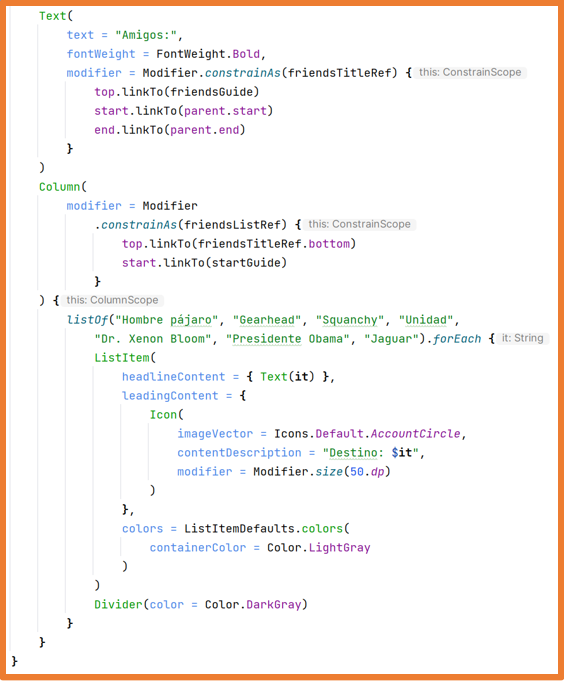 Text(
text = "Amigos:",
fontWeight = FontWeight.Bold,
modifier = Modifier.constrainAs(friendsTitleRef) { this: ConstrainScope
top.linkTo(friendsGuide)
start.linkTo(parent.start)
end.linkTo(parent.end)
}
)
Column(
modifier = Modifier
.constrainAs(friendsListRef) { this: ConstrainScope
top.linkTo(friendsTitleRef.bottom)
start.linkTo(startGuide)
}
) { this: ColumnScope
listOf("Hombre pájaro", "Gearhead", "Squanchy", "Unidad",
"Dr. Xenon Bloom", "Presidente Obama", "Jaguar").forEach { it: String
ListItem(
headlineContent = { Text(it) },
leadingContent = {
Icon(
imageVector = Icons.Default.AccountCircle,
contentDescription = "Destino: $it",
modifier = Modifier.size(50.dp)
)
},
colors = ListItemDefaults.colors(
containerColor = Color.LightGray
)
)
Divider(color = Color.DarkGray)
}
}
}